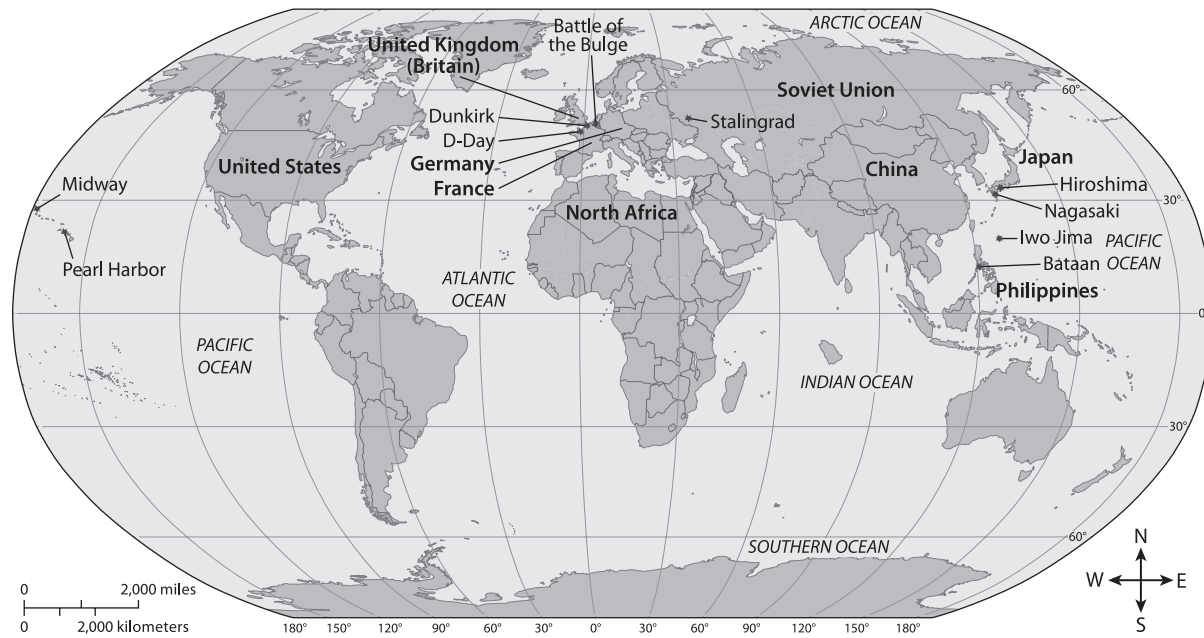 ARCTIC OCEAN
Battle of
the Bulge
United Kingdom
(Britain)
60°
Soviet Union
Dunkirk
Stalingrad
D-Day
Germany
France
United States
China
Japan
Hiroshima
Nagasaki
30°
Midway
North Africa
Iwo Jima
PACIFIC
OCEAN
Bataan
Pearl Harbor
Philippines
ATLANTIC
OCEAN
0
PACIFIC
OCEAN
INDIAN OCEAN
30°
60°
SOUTHERN OCEAN
N
W E
S
0 2,000 miles
0 2,000 kilometers
180° 150° 120° 90° 60° 30° 0° 30° 60° 90° 120° 150° 180°